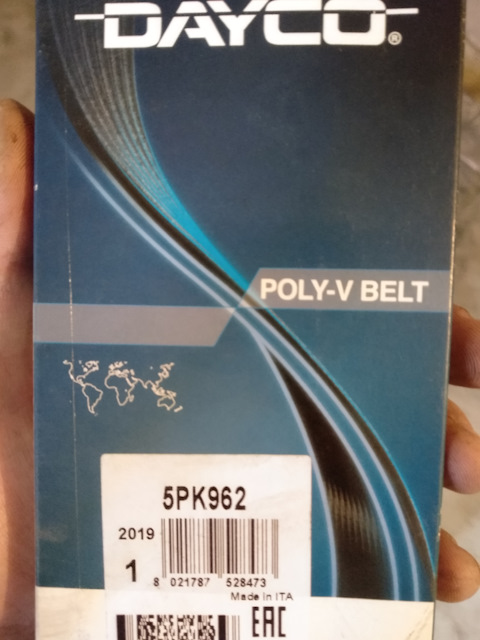 DAYCO®
POLY-V BELT
5PK962
2019
1
8 021787 528473
Made in ITA
EAC